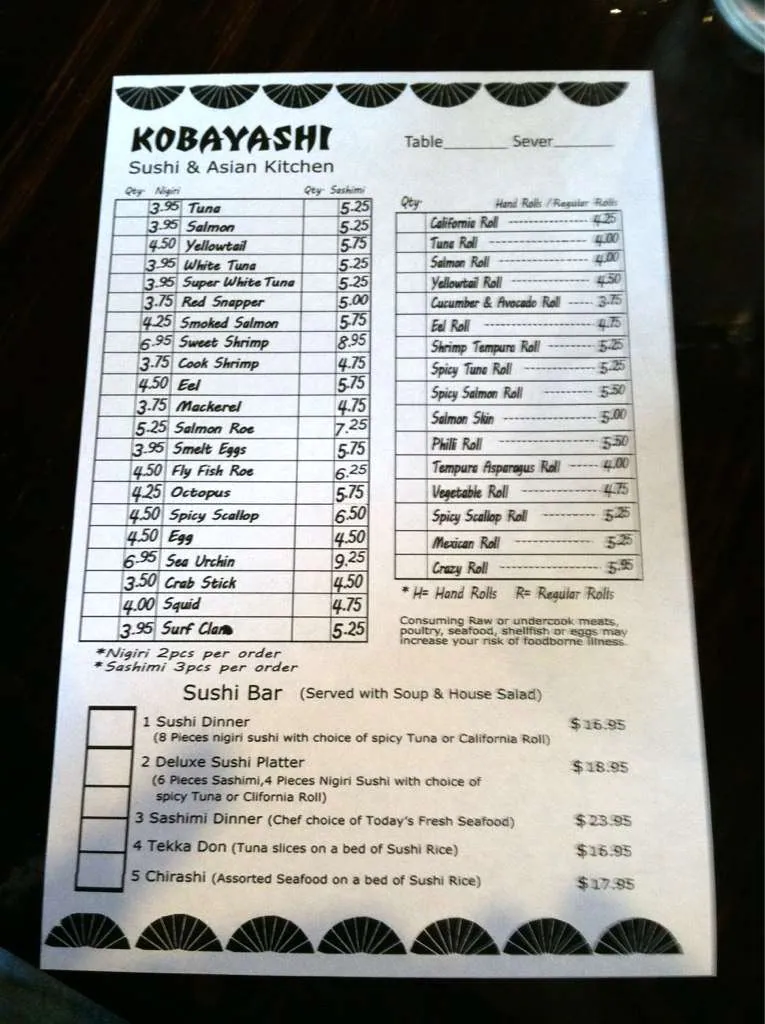 KOBAYASHI
Sushi & Asian Kitchen
Table______ Sever_______
Qty Nigiri Qty Sashimi
3.95 Tuna 5.25
3.95 Salmon 5.25
4.50 Yellowtail 5.75
3.95 White Tuna 5.25
3.95 Super White Tuna 5.25
3.75 Red Snapper 5.00
4.25 Smoked Salmon 5.75
6.95 Sweet Shrimp 8.95
3.75 Cook Shrimp 4.75
4.50 Eel 5.75
3.75 Mackerel 4.75
5.25 Salmon Roe 7.25
3.95 Smelt Eggs 5.75
4.50 Fly Fish Roe 6.25
4.25 Octopus 5.75
4.50 Spicy Scallop 6.50
4.50 Egg 4.50
6.95 Sea Urchin 9.25
3.50 Crab Stick 4.50
4.00 Squid 4.75
3.95 Surf Clam 5.25
*Nigiri 2pcs per order
*Sashimi 3pcs per order
Qty Hand Rolls / Regular Rolls
California Roll ------------ 4.25
Tuna Roll ---------------- 4.00
Salmon Roll -------------- 4.00
Yellowtail Roll ------------ 4.50
Cucumber & Avocado Roll ---- 3.75
Eel Roll ------------------ 4.75
Shrimp Tempura Roll ------- 5.25
Spicy Tuna Roll ----------- 5.25
Spicy Salmon Roll --------- 5.50
Salmon Skin -------------- 5.00
Philli Roll ----------------- 5.50
Tempura Asparagus Roll ---- 4.00
Vegetable Roll ------------ 4.75
Spicy Scallop Roll --------- 5.25
Mexican Roll ------------- 5.25
Crazy Roll --------------- 5.95
* H= Hand Rolls R= Regular Rolls
Consuming Raw or undercook meats,
poultry, seafood, shellfish or eggs may
increase your risk of foodborne illness.
Sushi Bar (Served with Soup & House Salad)
1 Sushi Dinner $16.95
(8 Pieces nigiri sushi with choice of spicy Tuna or California Roll)
2 Deluxe Sushi Platter $18.95
(6 Pieces Sashimi,4 Pieces Nigiri Sushi with choice of
spicy Tuna or Clifornia Roll)
3 Sashimi Dinner (Chef choice of Today's Fresh Seafood) $23.95
4 Tekka Don (Tuna slices on a bed of Sushi Rice) $16.95
5 Chirashi (Assorted Seafood on a bed of Sushi Rice) $17.95